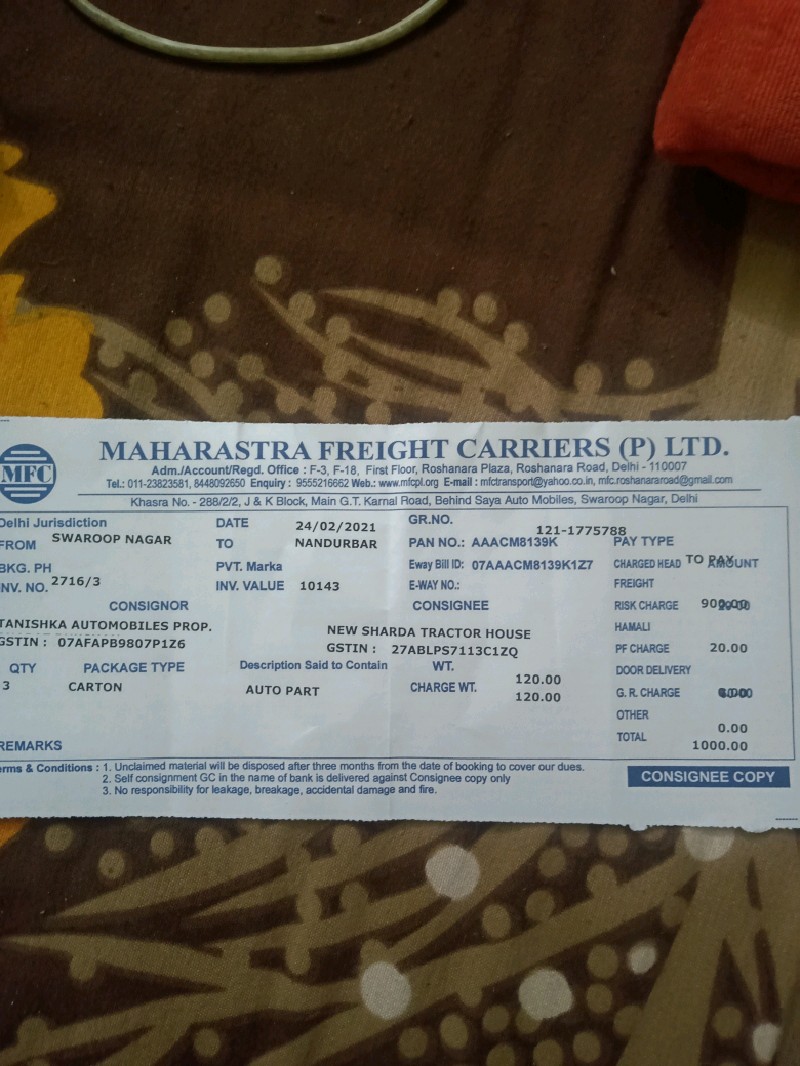 MFC
MAHARASTRA FREIGHT CARRIERS (P) LTD.
Adm./Account/Regd. Office : F-3, F-18, First Floor, Roshanara Plaza, Roshanara Road, Delhi - 110007
Tel.: 011-23823581, 8448092650 Enquiry : 9555216662 Web.: www.mfcpl.org E-mail : mfctransport@yahoo.co.in, mfc.roshanararoad@gmail.com
Khasra No. - 288/2/2, J & K Block, Main G.T. Karnal Road, Behind Saya Auto Mobiles, Swaroop Nagar, Delhi
Delhi Jurisdiction DATE 24/02/2021 GR.NO. 121-1775788
FROM SWAROOP NAGAR TO NANDURBAR PAN NO.: AAACM8139K PAY TYPE TO PAY
BKG. PH PVT. Marka Eway Bill ID: 07AAACM8139K1Z7 CHARGED HEAD AMOUNT
INV. NO. 2716/3 INV. VALUE 10143 E-WAY NO.: FREIGHT
CONSIGNOR CONSIGNEE RISK CHARGE
TANISHKA AUTOMOBILES PROP. NEW SHARDA TRACTOR HOUSE HAMALI
GSTIN : 07AFAPB9807P1Z6 GSTIN : 27ABLPS7113C1ZQ PF CHARGE 20.00
QTY PACKAGE TYPE Description Said to Contain WT. 120.00 DOOR DELIVERY
3 CARTON AUTO PART CHARGE WT. 120.00 G. R. CHARGE
OTHER 0.00
REMARKS TOTAL 1000.00
erms & Conditions : 1. Unclaimed material will be disposed after three months from the date of booking to cover our dues.
2. Self consignment GC in the name of bank is delivered against Consignee copy only
3. No responsibility for leakage, breakage, accidental damage and fire.
CONSIGNEE COPY